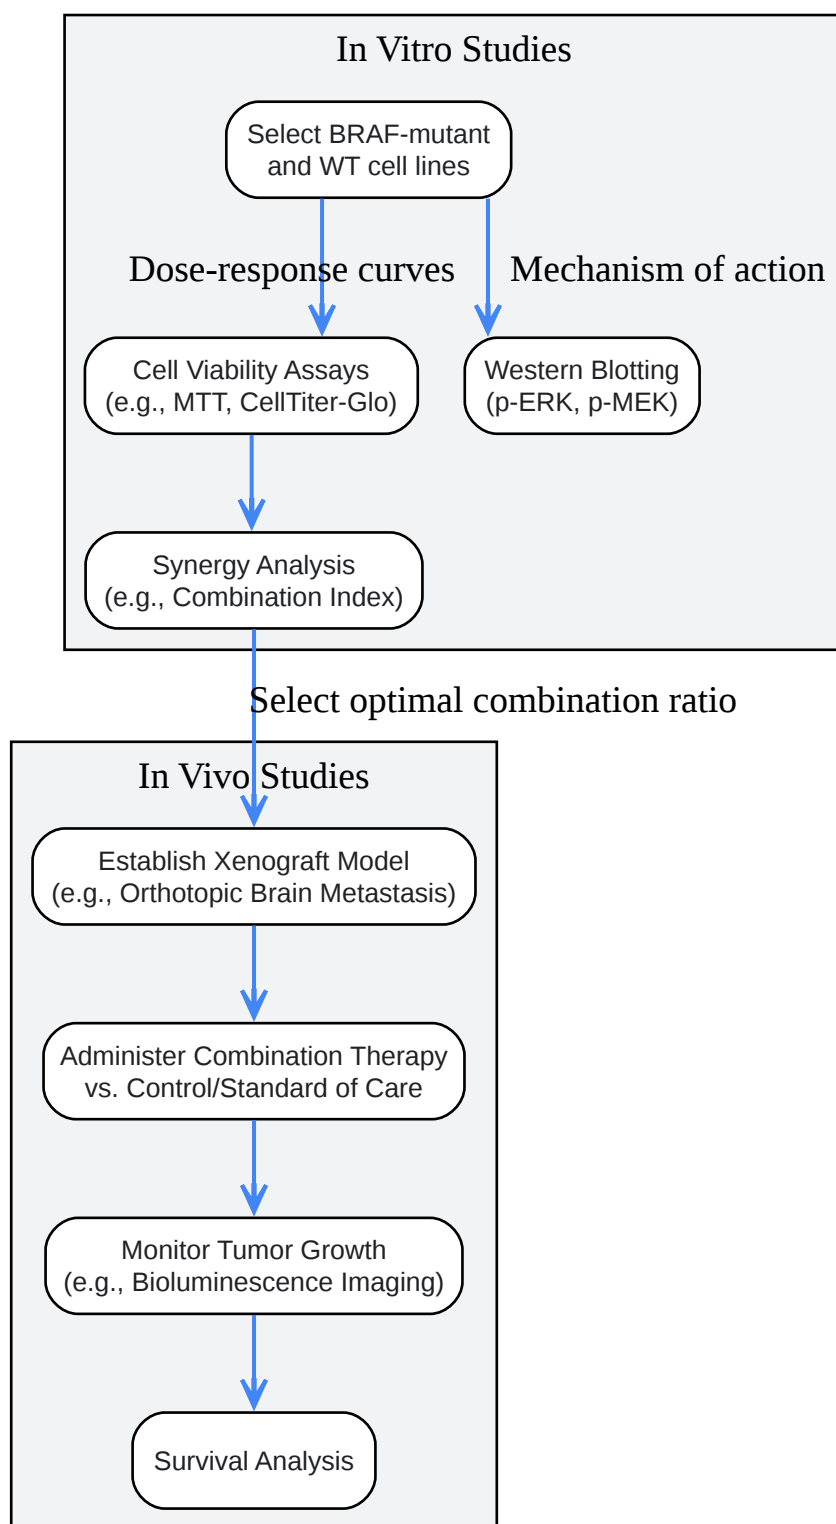 In Vitro Studies
Select BRAF-mutant
and WT cell lines
Dose-response curves
Mechanism of action
Cell Viability Assays
(e.g., MTT, CellTiter-Glo)
Western Blotting
(p-ERK, p-MEK)
Synergy Analysis
(e.g., Combination Index)
Select optimal combination ratio
In Vivo Studies
Establish Xenograft Model
(e.g., Orthotopic Brain Metastasis)
Administer Combination Therapy
vs. Control/Standard of Care
Monitor Tumor Growth
(e.g., Bioluminescence Imaging)
Survival Analysis